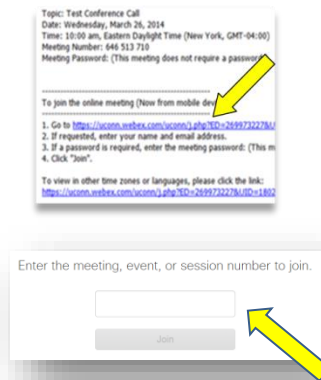 Topic: Test Conference Call
Date: Wednesday, March 26, 2014
Time: 10:00 am, Eastern Daylight Time (New York, GMT-04:00)
Meeting Number: 646 513 710
Meeting Password: (This meeting does not require a password
-------------------------------------------------------
To join the online meeting (Now from mobile dev
-------------------------------------------------------
1. Go to https://uconn.webex.com/uconn/j.php?ED=269973227&U
2. If requested, enter your name and email address.
3. If a password is required, enter the meeting password: (This m
4. Click "Join".
To view in other time zones or languages, please click the link:
https://uconn.webex.com/uconn/j.php?ED=269973227&UID=1802
Enter the meeting, event, or session number to join.
Join